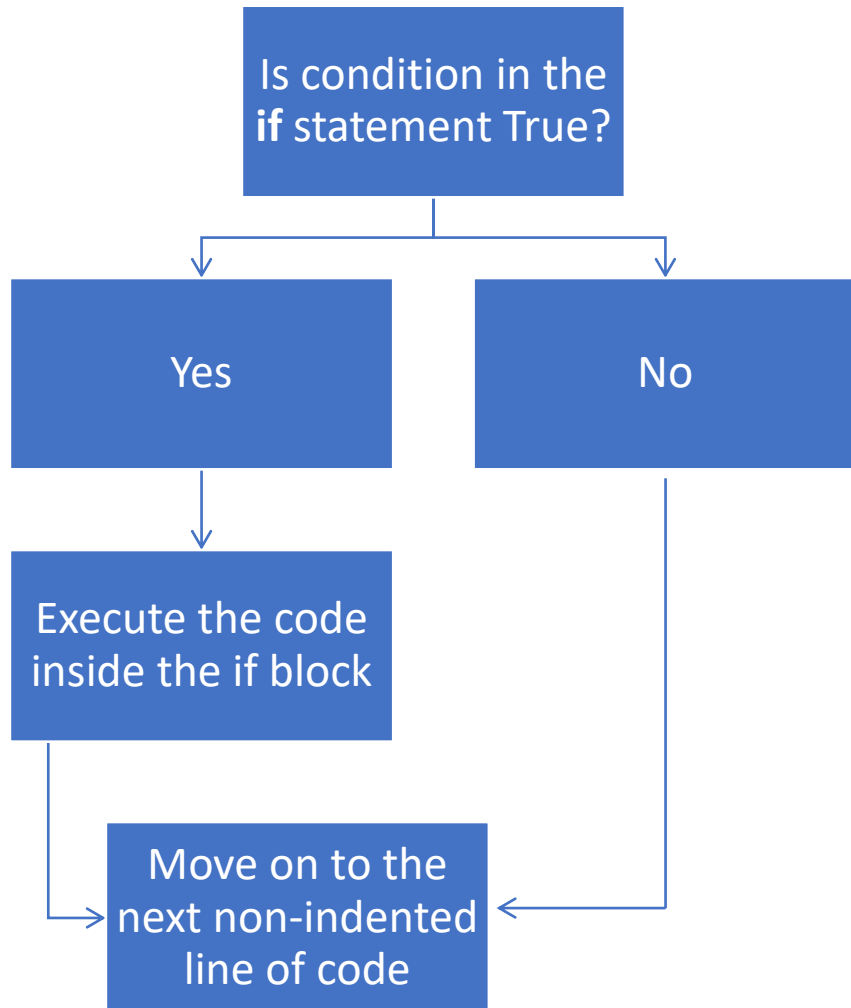 Is condition in the
if statement True?
Yes
No
Execute the code
inside the if block
Move on to the
next non-indented
line of code